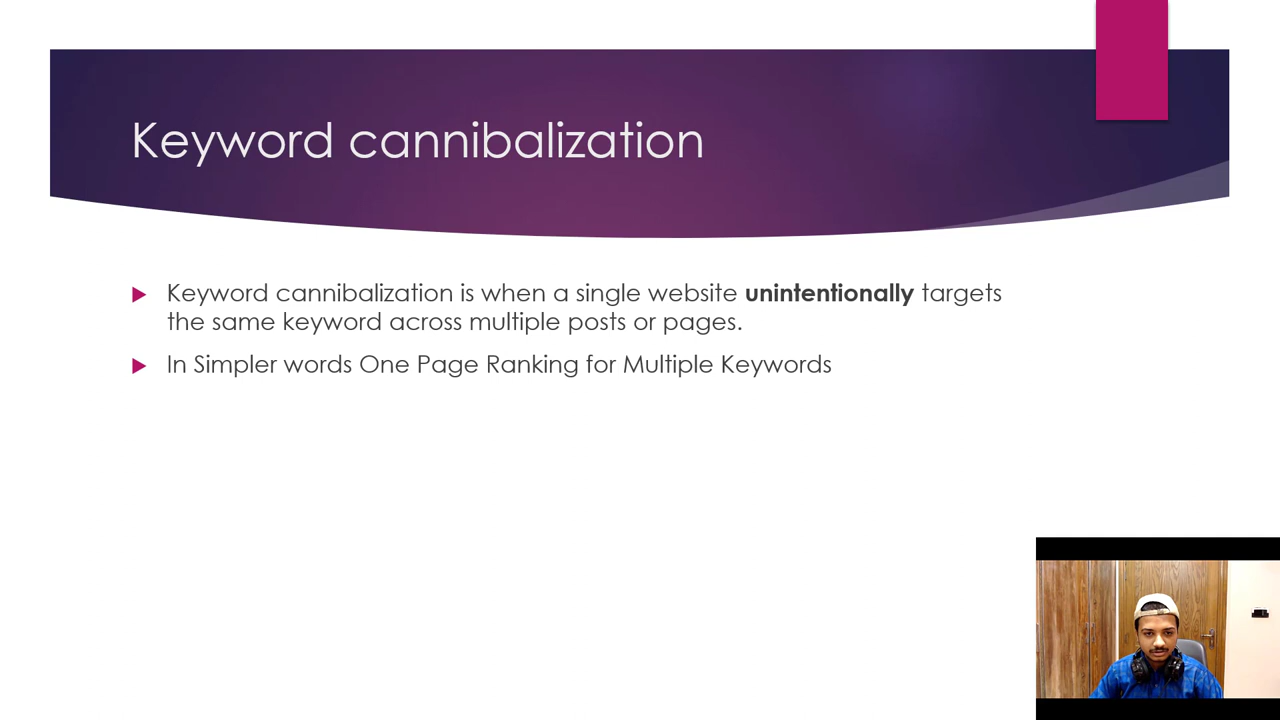 Keyword cannibalization
Keyword cannibalization is when a single website unintentionally targets
the same keyword across multiple posts or pages.
In Simpler words One Page Ranking for Multiple Keywords